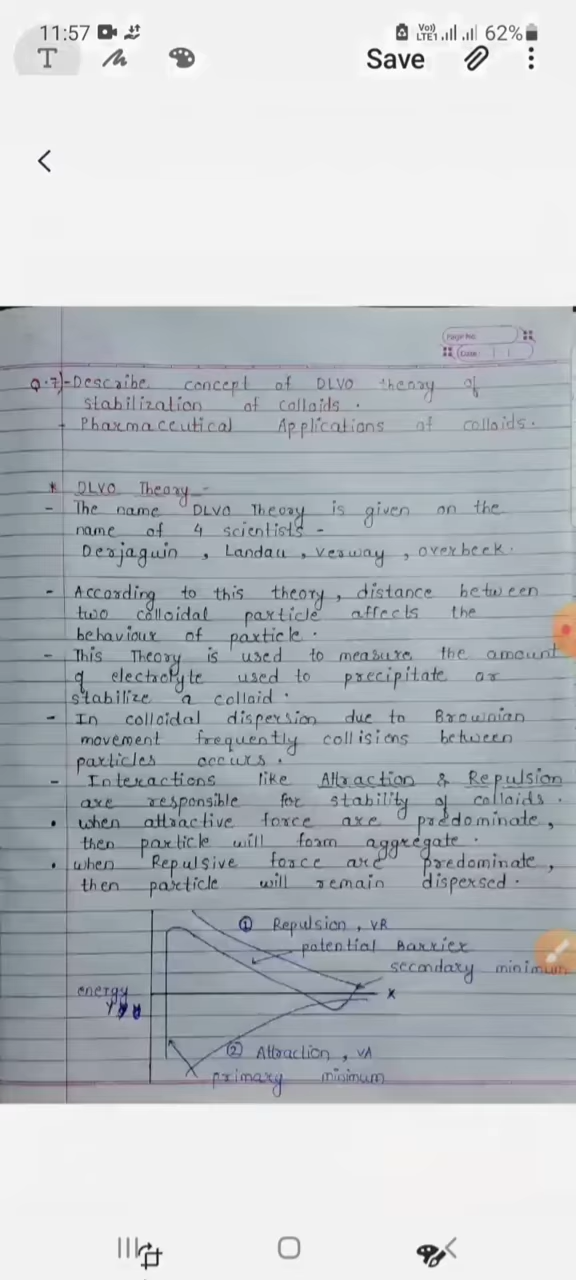 11:57
Vo)) LTE1 62%
T
Save
Page No.
Date
Q.7)-Describe concept of DLVO theory of
stabilization of colloids.
- Pharmaceutical Applications of colloids.
* DLVO Theory -
- The name DLVO Theory is given on the
name of 4 scientists -
Derjaguin , Landau , verway , overbeek.
- According to this theory, distance between
two colloidal particle affects the
behaviour of particle.
- This Theory is used to measure the amount
of electrolyte used to precipitate or
stabilize a colloid.
- In colloidal dispersion due to Brownian
movement frequently collisions between
particles occurs.
- Interactions like Attraction & Repulsion
are responsible for stability of colloids.
• when attractive force are predominate,
then particle will form aggregate.
• when Repulsive force are predominate,
then particle will remain dispersed.
① Repulsion, VR
potential Barrier
secondary minimum
energy x
② Attraction, VA
primary minimum